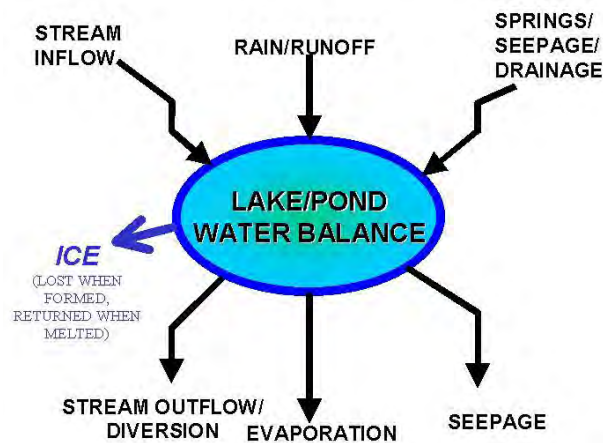 STREAM
INFLOW
RAIN/RUNOFF
SPRINGS/
SEEPAGE/
DRAINAGE
LAKE/POND
WATER BALANCE
ICE
(LOST WHEN
FORMED,
RETURNED WHEN
MELTED)
STREAM OUTFLOW/
DIVERSION
EVAPORATION
SEEPAGE